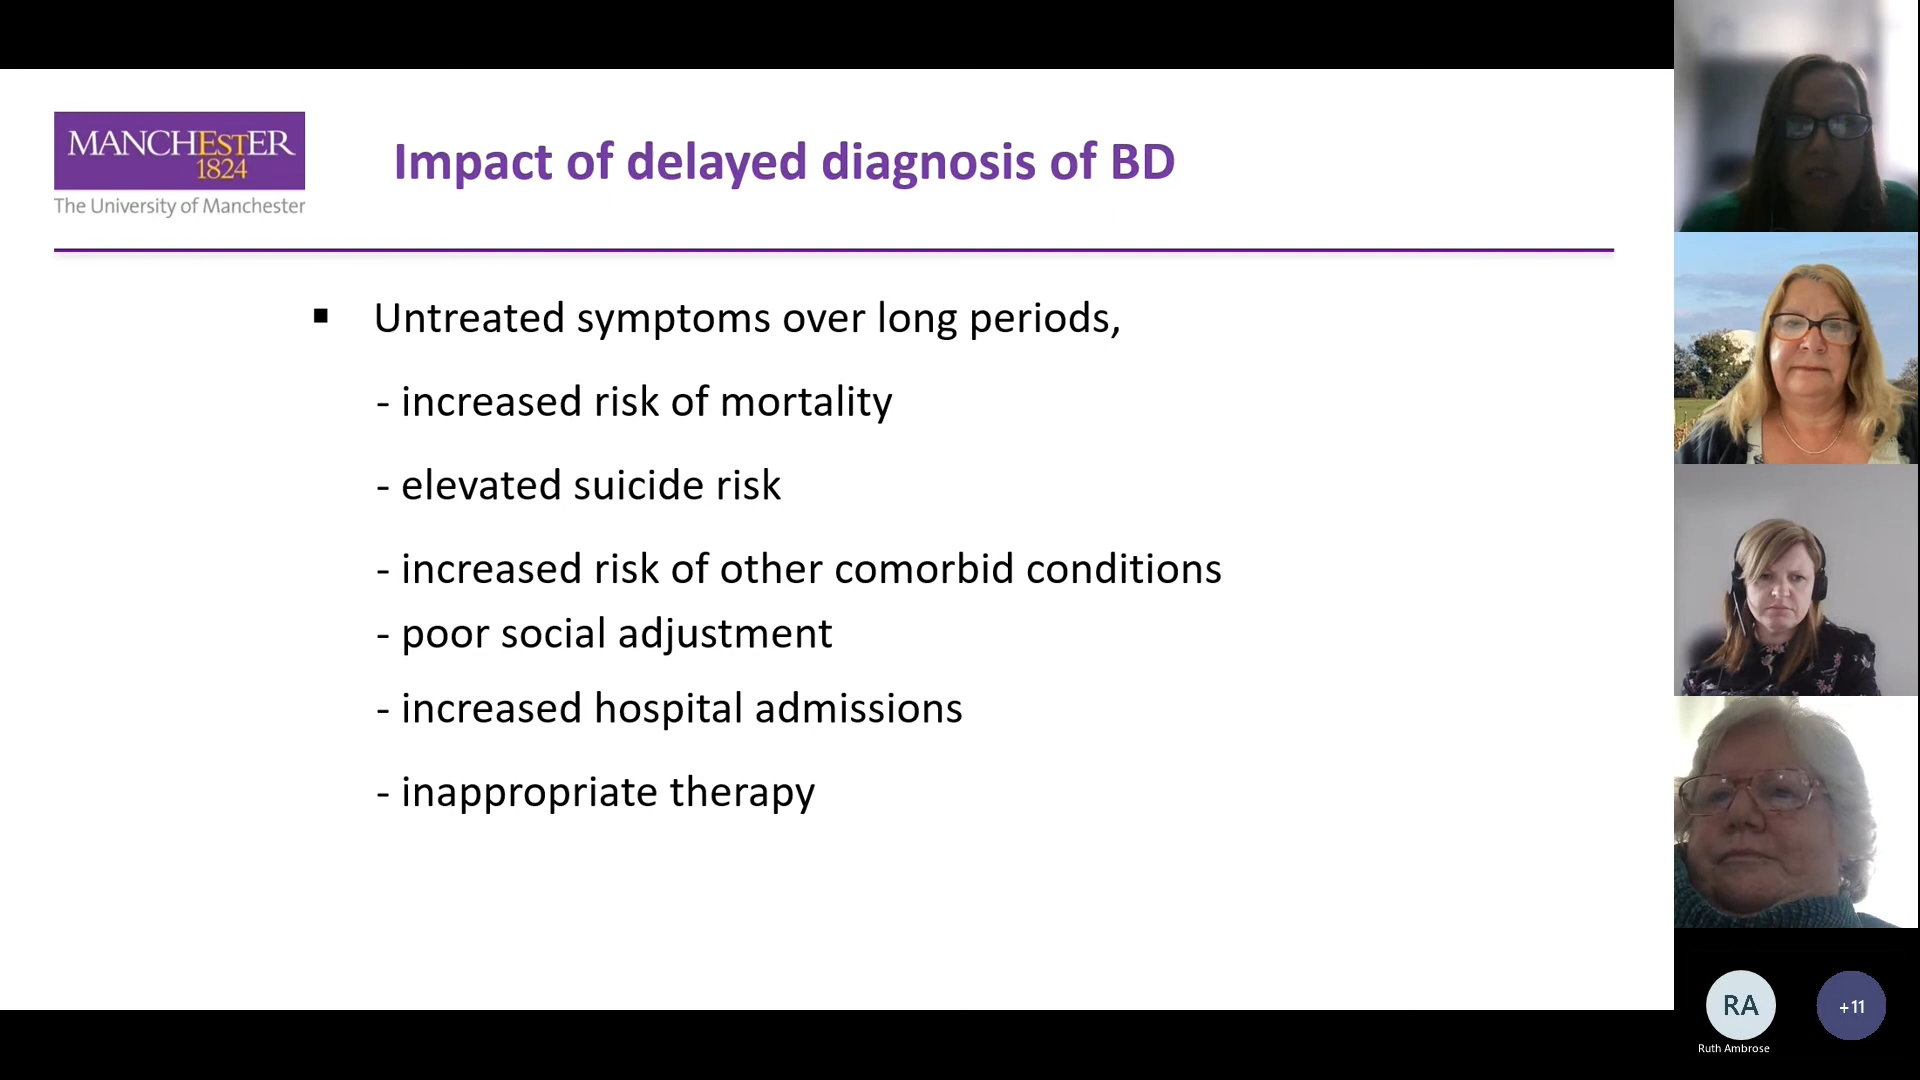 MANCHESTER
1824
The University of Manchester
Impact of delayed diagnosis of BD
▪ Untreated symptoms over long periods,
- increased risk of mortality
- elevated suicide risk
- increased risk of other comorbid conditions
- poor social adjustment
- increased hospital admissions
- inappropriate therapy
RA
+11
Ruth Ambrose